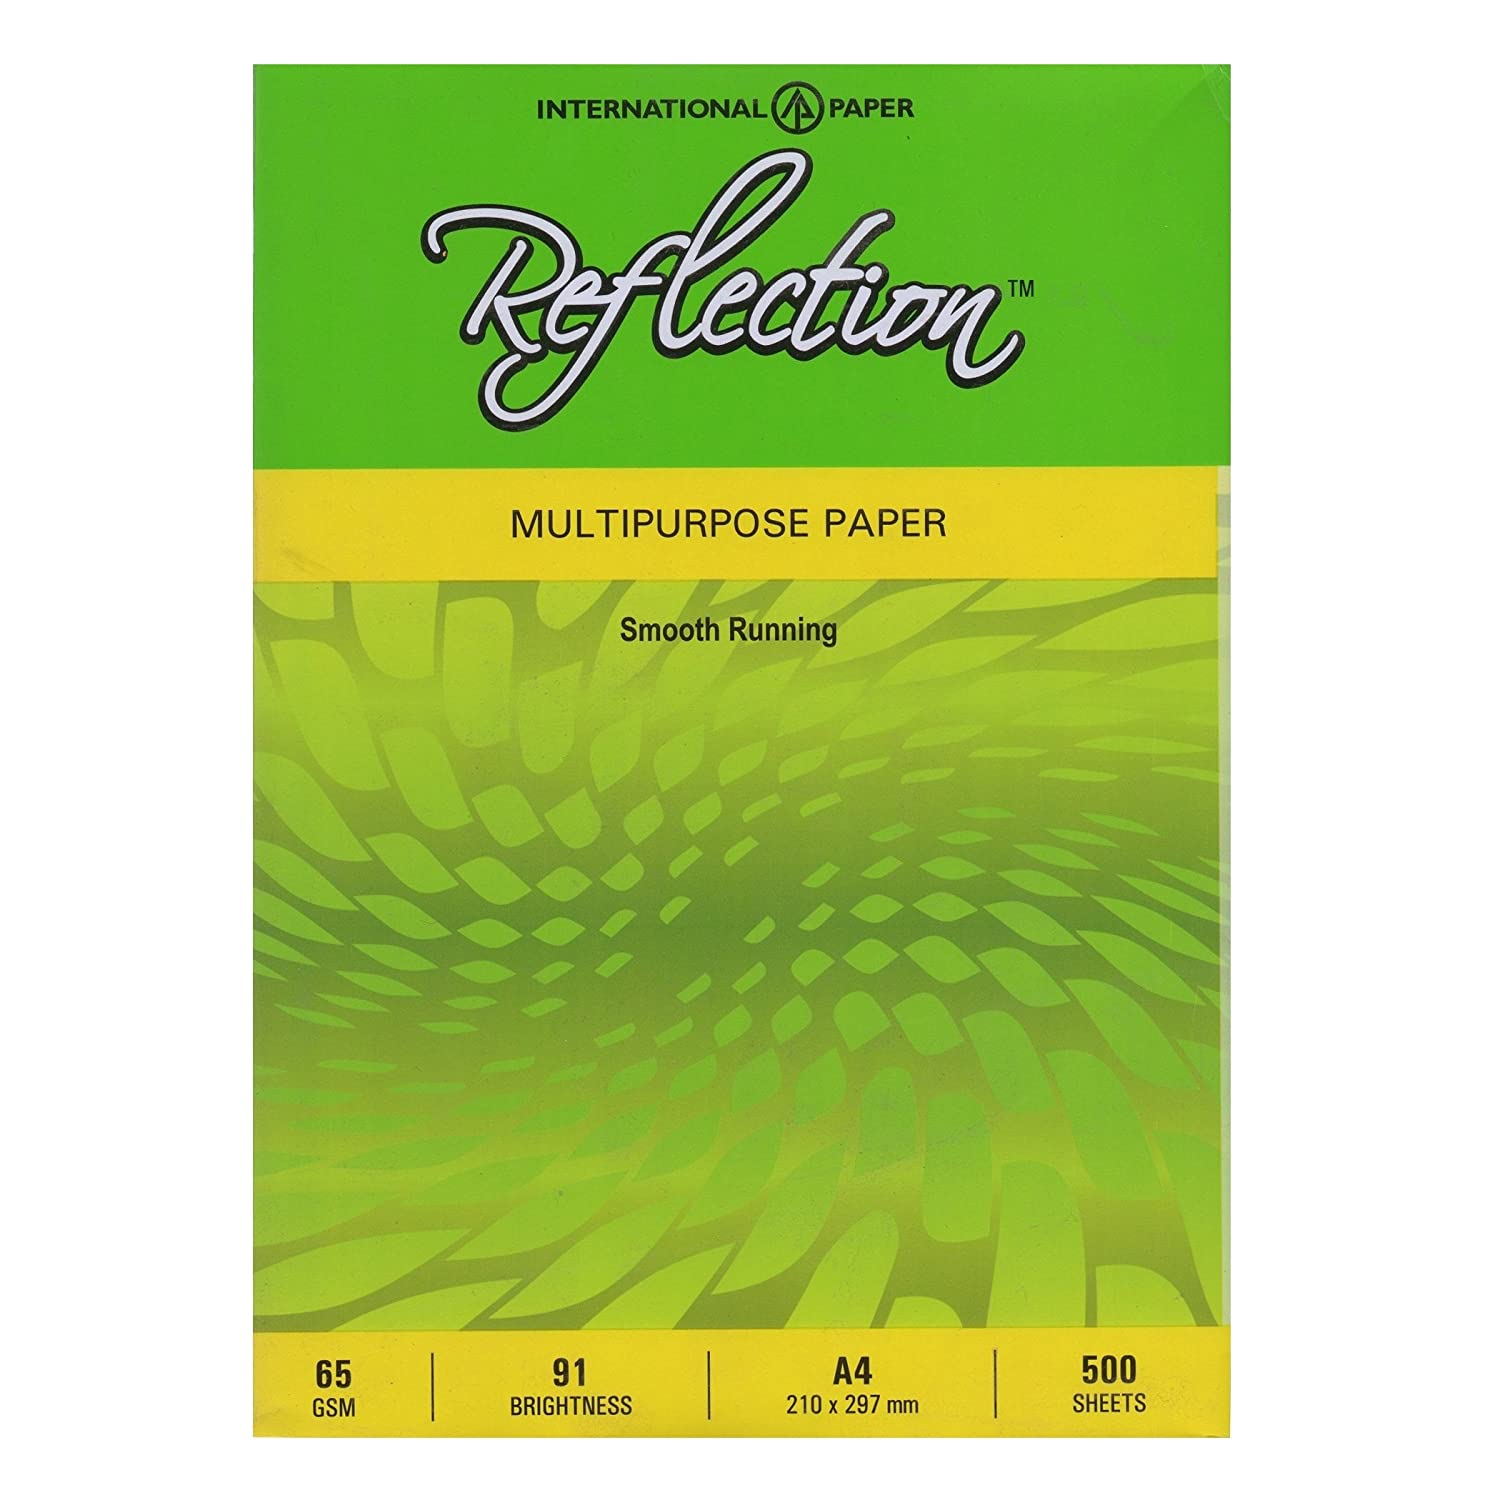 INTERNATIONAL PAPER
Reflection™
MULTIPURPOSE PAPER
Smooth Running
65 91 A4 500
GSM BRIGHTNESS 210 x 297 mm SHEETS